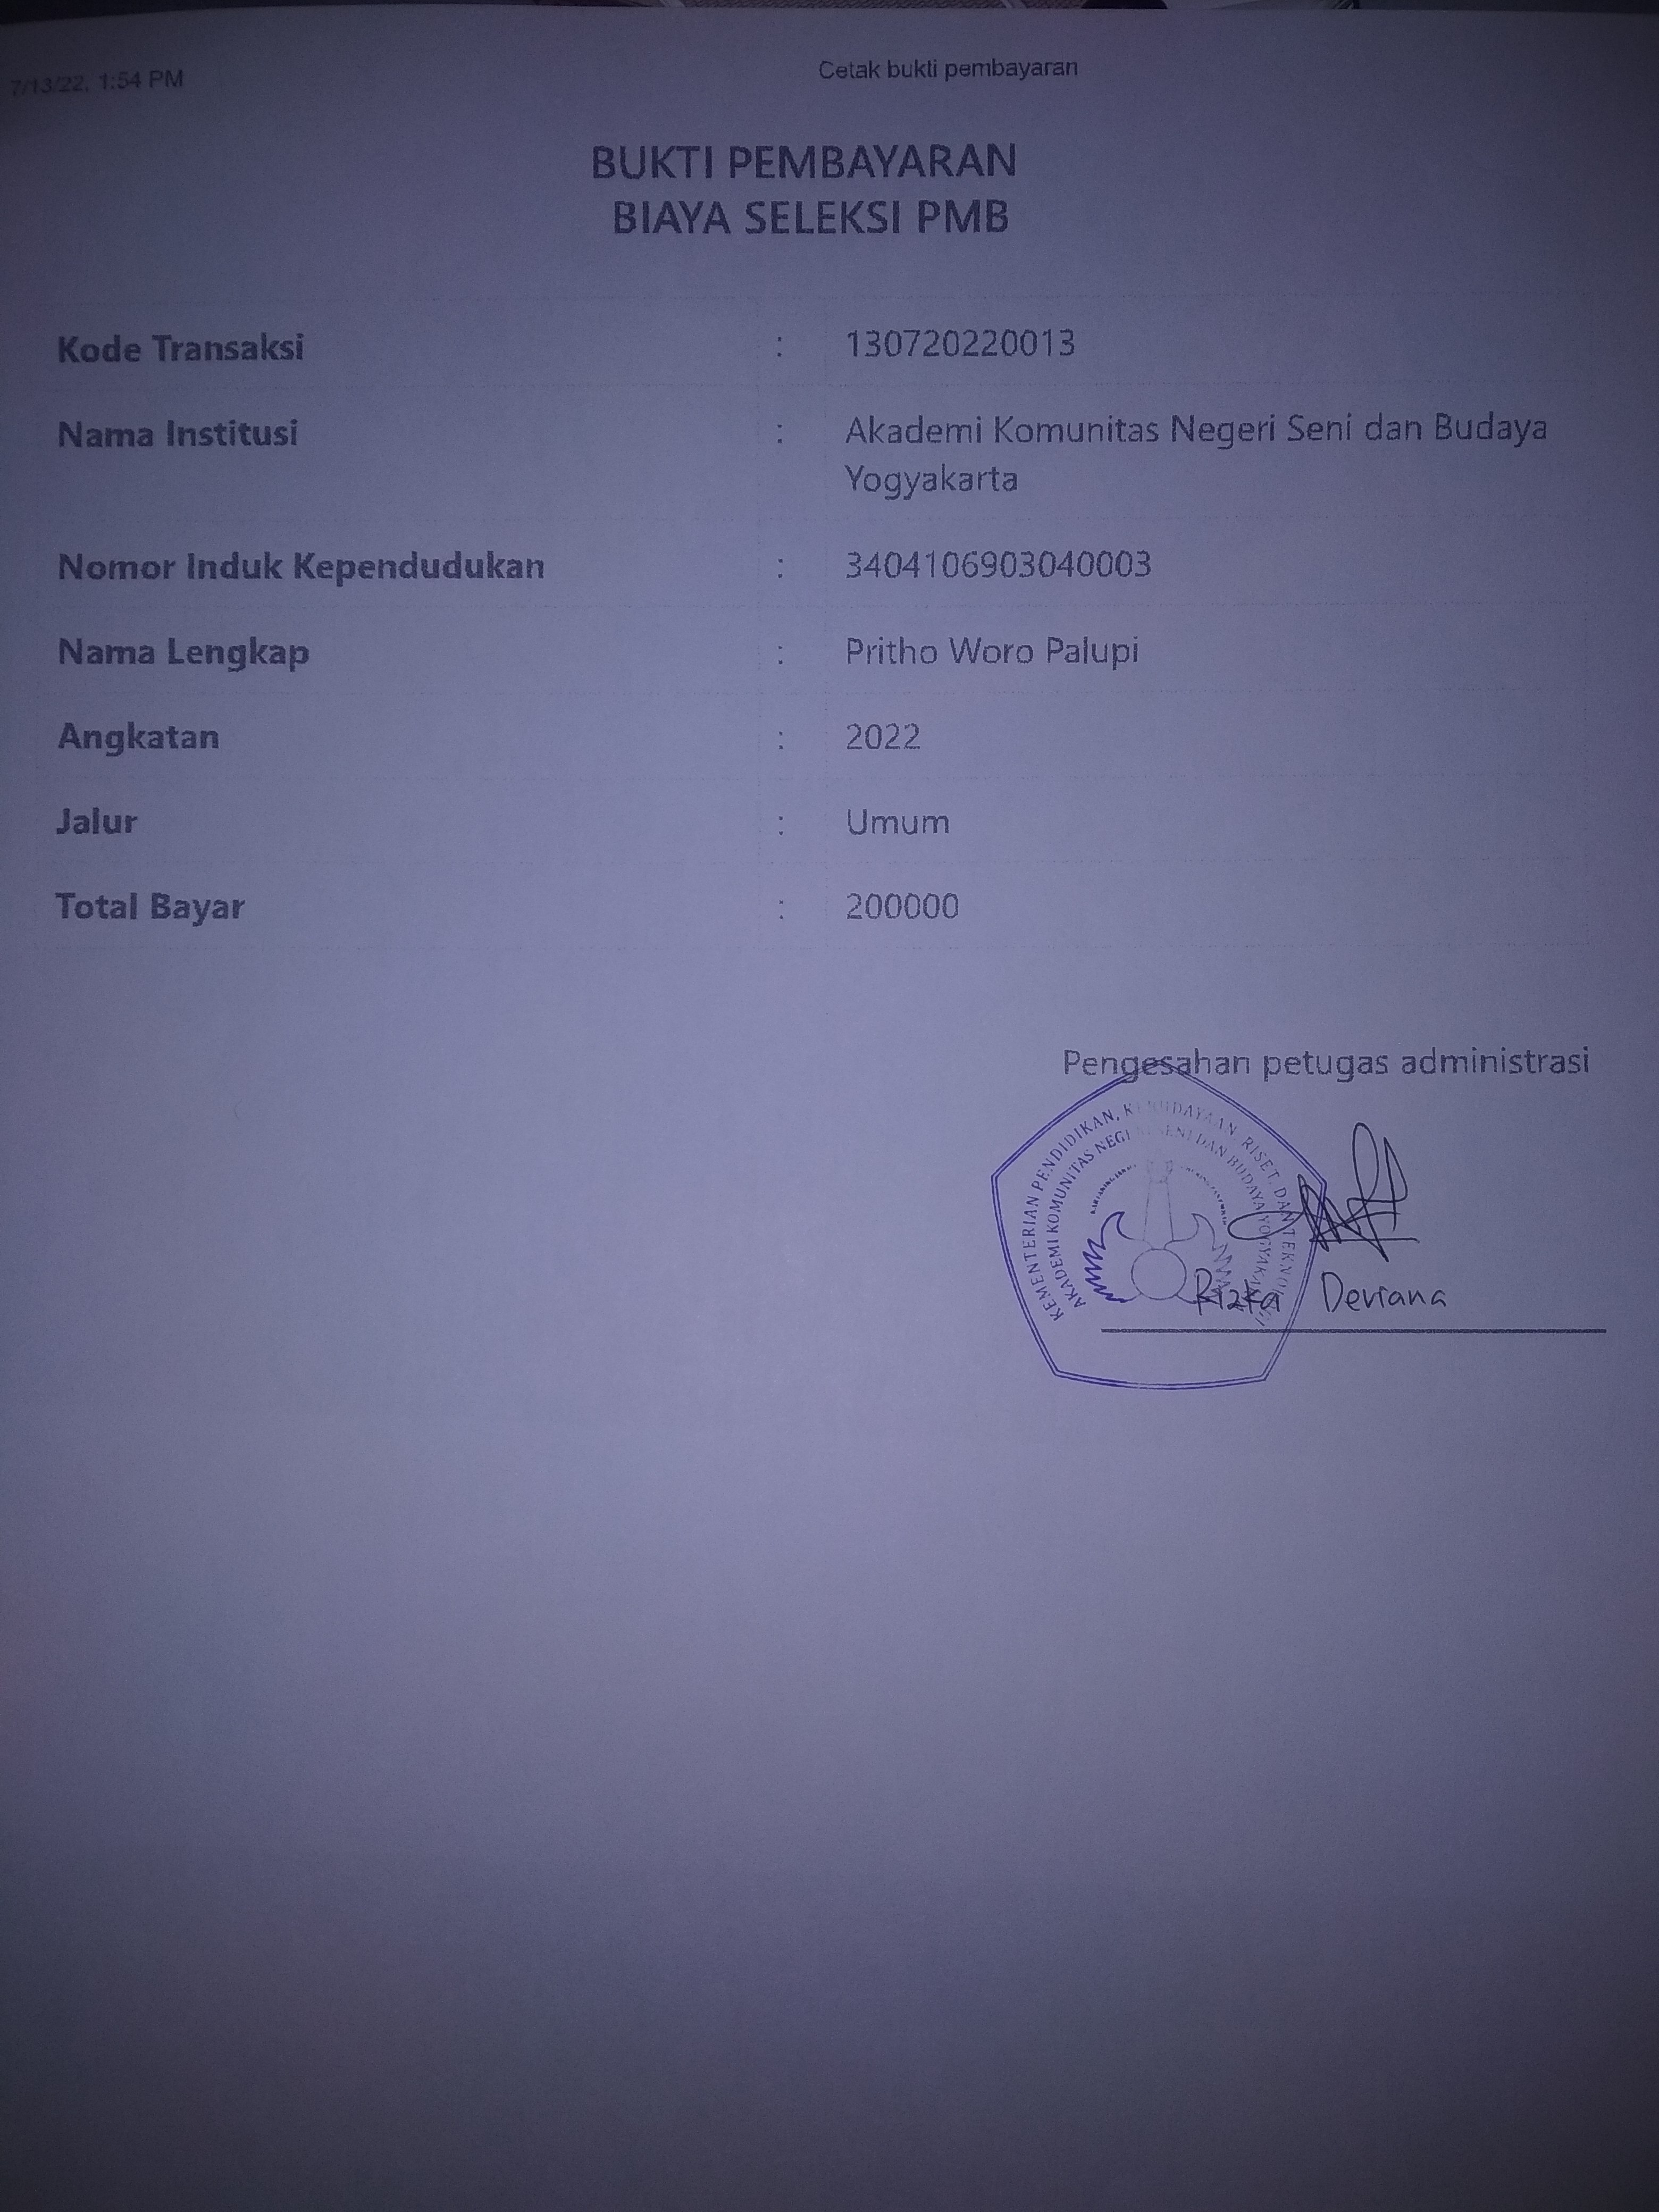 7/13/22, 1:54 PM
Cetak bukti pembayaran
BUKTI PEMBAYARAN
BIAYA SELEKSI PMB
Kode Transaksi : 130720220013
Nama Institusi : Akademi Komunitas Negeri Seni dan Budaya
Yogyakarta
Nomor Induk Kependudukan : 3404106903040003
Nama Lengkap : Pritho Woro Palupi
Angkatan : 2022
Jalur : Umum
Total Bayar : 200000
Pengesahan petugas administrasi
KEMENTERIAN PENDIDIKAN, KEBUDAYAAN, RISET, DAN TEKNOLOGI
AKADEMI KOMUNITAS NEGERI SENI DAN BUDAYA YOGYAKARTA
Rizka Deviana